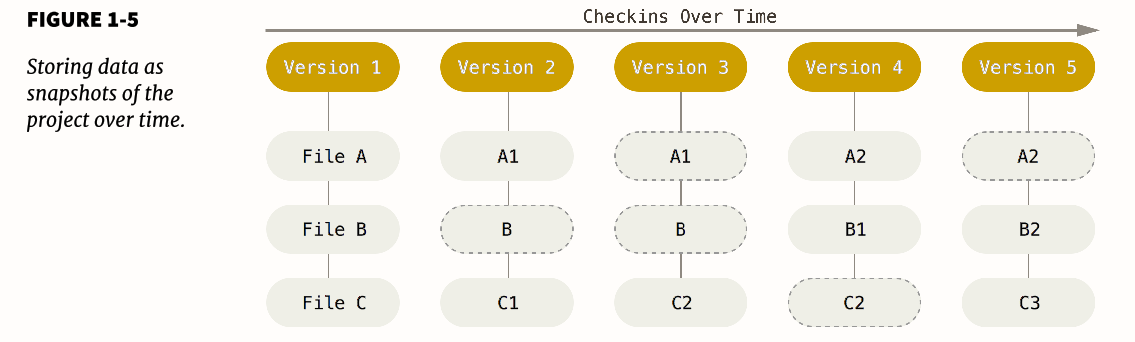 FIGURE 1-5
Storing data as
snapshots of the
project over time.
Checkins Over Time
Version 1 Version 2 Version 3 Version 4 Version 5
File A A1 A1 A2 A2
File B B B B1 B2
File C C1 C2 C2 C3